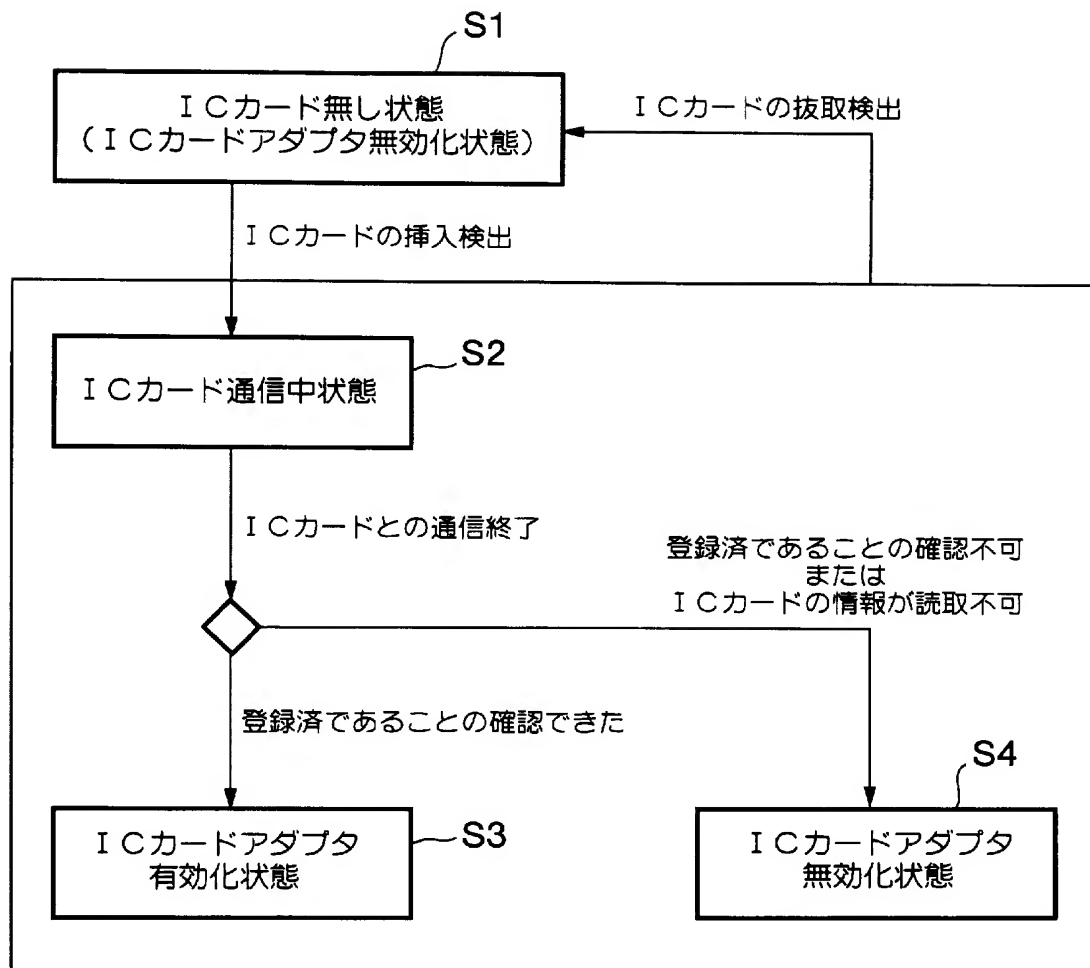 S1
ICカード無し状態
(ICカードアダプタ無効化状態)
ICカードの抜取検出
ICカードの挿入検出
S2
ICカード通信中状態
ICカードとの通信終了
登録済であることの確認不可
または
ICカードの情報が読取不可
登録済であることの確認できた
S3
ICカードアダプタ
有効化状態
S4
ICカードアダプタ
無効化状態